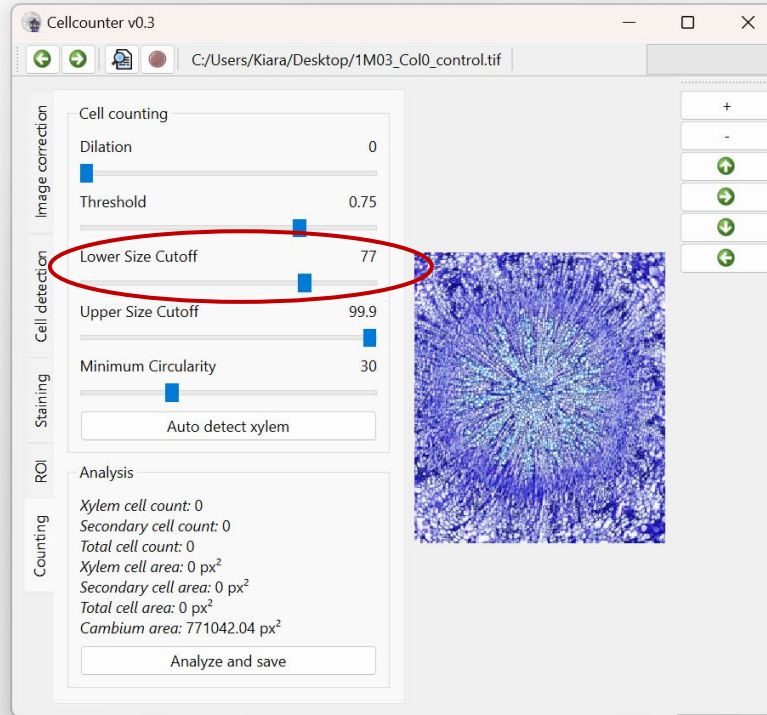 Cellcounter v0.3
C:/Users/Kiara/Desktop/1M03_Col0_control.tif
Image correction
Cell detection
Staining
ROI
Counting
Cell counting
Dilation 0
Threshold 0.75
Lower Size Cutoff 77
Upper Size Cutoff 99.9
Minimum Circularity 30
Auto detect xylem
Analysis
Xylem cell count: 0
Secondary cell count: 0
Total cell count: 0
Xylem cell area: 0 px²
Secondary cell area: 0 px²
Total cell area: 0 px²
Cambium area: 771042.04 px²
Analyze and save
+
-